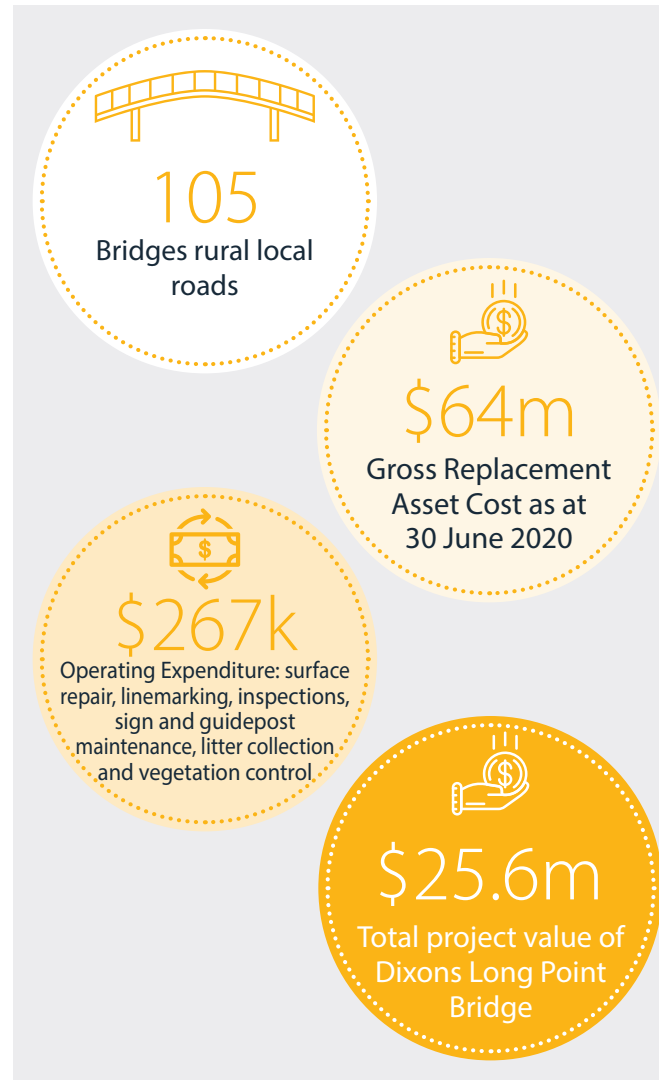 105
Bridges rural local
roads
$
$64m
Gross Replacement
Asset Cost as at
30 June 2020
$
$267k
Operating Expenditure: surface
repair, linemarking, inspections,
sign and guidepost
maintenance, litter collection
and vegetation control
$
$25.6m
Total project value of
Dixons Long Point
Bridge